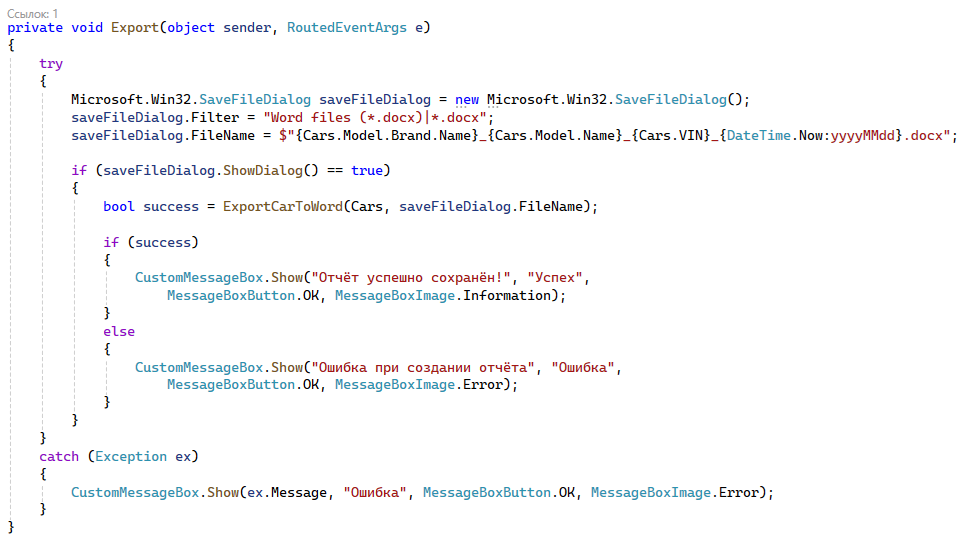 Ссылок: 1
private void Export(object sender, RoutedEventArgs e)
{
    try
    {
        Microsoft.Win32.SaveFileDialog saveFileDialog = new Microsoft.Win32.SaveFileDialog();
        saveFileDialog.Filter = "Word files (*.docx)|*.docx";
        saveFileDialog.FileName = $"{Cars.Model.Brand.Name}_{Cars.Model.Name}_{Cars.VIN}_{DateTime.Now:yyyyMMdd}.docx";

        if (saveFileDialog.ShowDialog() == true)
        {
            bool success = ExportCarToWord(Cars, saveFileDialog.FileName);

            if (success)
            {
                CustomMessageBox.Show("Отчёт успешно сохранён!", "Успех",
                    MessageBoxButton.OK, MessageBoxImage.Information);
            }
            else
            {
                CustomMessageBox.Show("Ошибка при создании отчёта", "Ошибка",
                    MessageBoxButton.OK, MessageBoxImage.Error);
            }
        }
    }
    catch (Exception ex)
    {
        CustomMessageBox.Show(ex.Message, "Ошибка", MessageBoxButton.OK, MessageBoxImage.Error);
    }
}